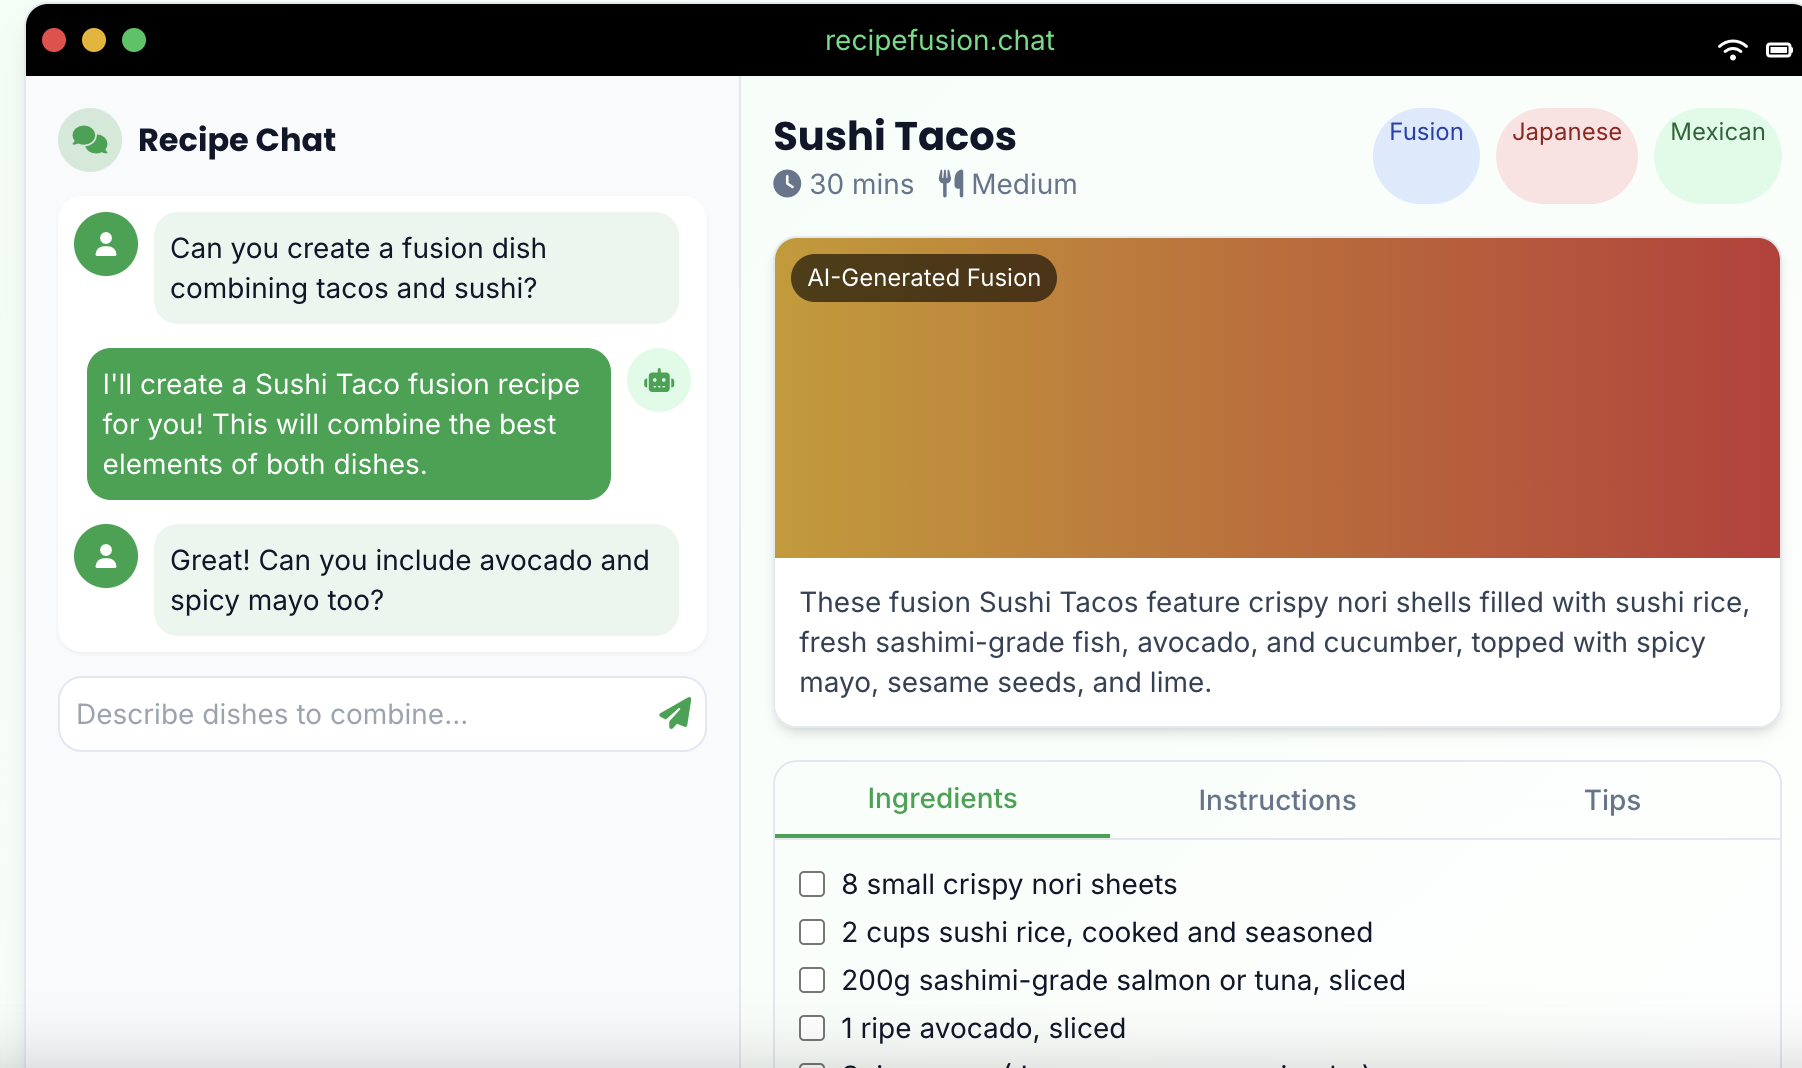 recipefusion.chat
Recipe Chat
Can you create a fusion dish
combining tacos and sushi?
I'll create a Sushi Taco fusion recipe
for you! This will combine the best
elements of both dishes.
Great! Can you include avocado and
spicy mayo too?
Describe dishes to combine...
Sushi Tacos
30 mins Medium
Fusion Japanese Mexican
AI-Generated Fusion
These fusion Sushi Tacos feature crispy nori shells filled with sushi rice,
fresh sashimi-grade fish, avocado, and cucumber, topped with spicy
mayo, sesame seeds, and lime.
Ingredients Instructions Tips
8 small crispy nori sheets
2 cups sushi rice, cooked and seasoned
200g sashimi-grade salmon or tuna, sliced
1 ripe avocado, sliced